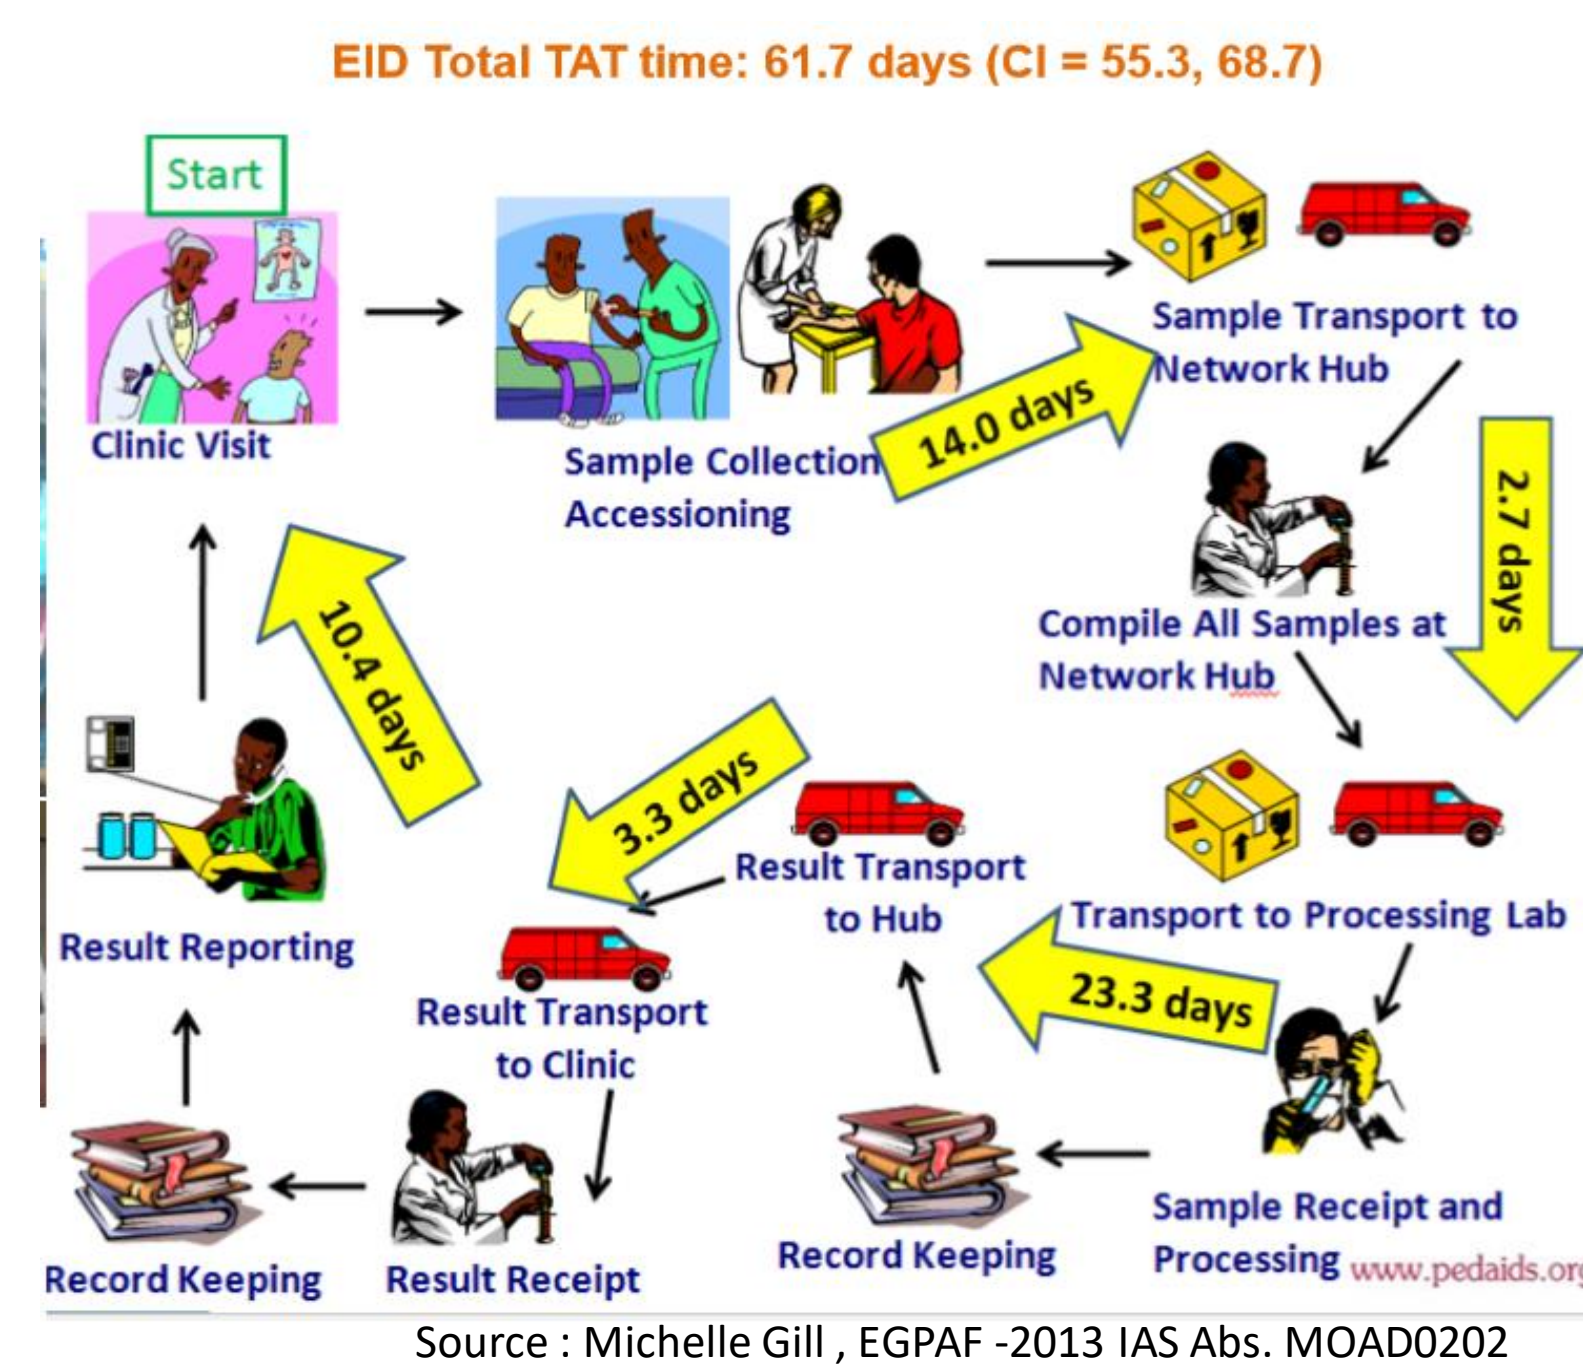 EID Total TAT time: 61.7 days (CI = 55.3, 68.7)
Start
Clinic Visit
Sample Collection
Accessioning
14.0 days
Sample Transport to
Network Hub
2.7 days
Compile All Samples at
Network Hub
Transport to Processing Lab
23.3 days
Sample Receipt and
Processing
www.pedaids.org
Record Keeping
Result Transport
to Hub
3.3 days
Result Transport
to Clinic
Result Receipt
Record Keeping
Result Reporting
10.4 days
Source : Michelle Gill , EGPAF -2013 IAS Abs. MOAD0202